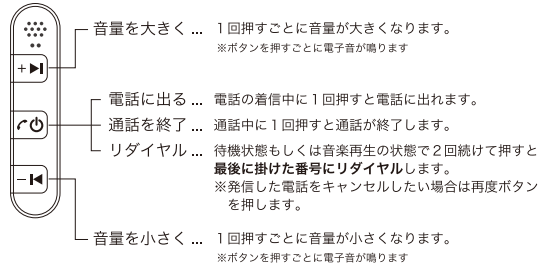 音量を大きく ... 1回押すごとに音量が大きくなります。
※ボタンを押すごとに電子音が鳴ります
電話に出る ... 電話の着信中に1回押すと電話に出れます。
通話を終了 ... 通話中に1回押すと通話が終了します。
リダイヤル ... 待機状態もしくは音楽再生の状態で2回続けて押すと
最後に掛けた番号にリダイヤルします。
※発信した電話をキャンセルしたい場合は再度ボタン
を押します。
音量を小さく ... 1回押すごとに音量が小さくなります。
※ボタンを押すごとに電子音が鳴ります